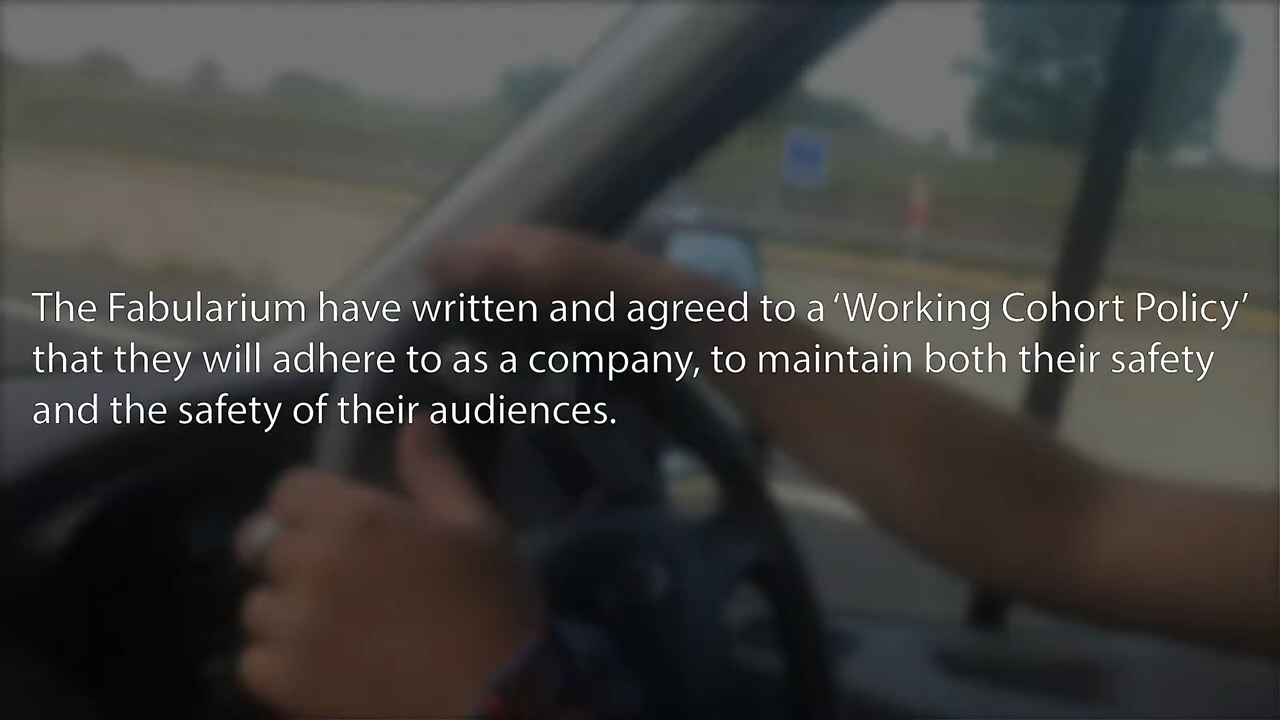 The Fabularium have written and agreed to a ‘Working Cohort Policy’
that they will adhere to as a company, to maintain both their safety
and the safety of their audiences.